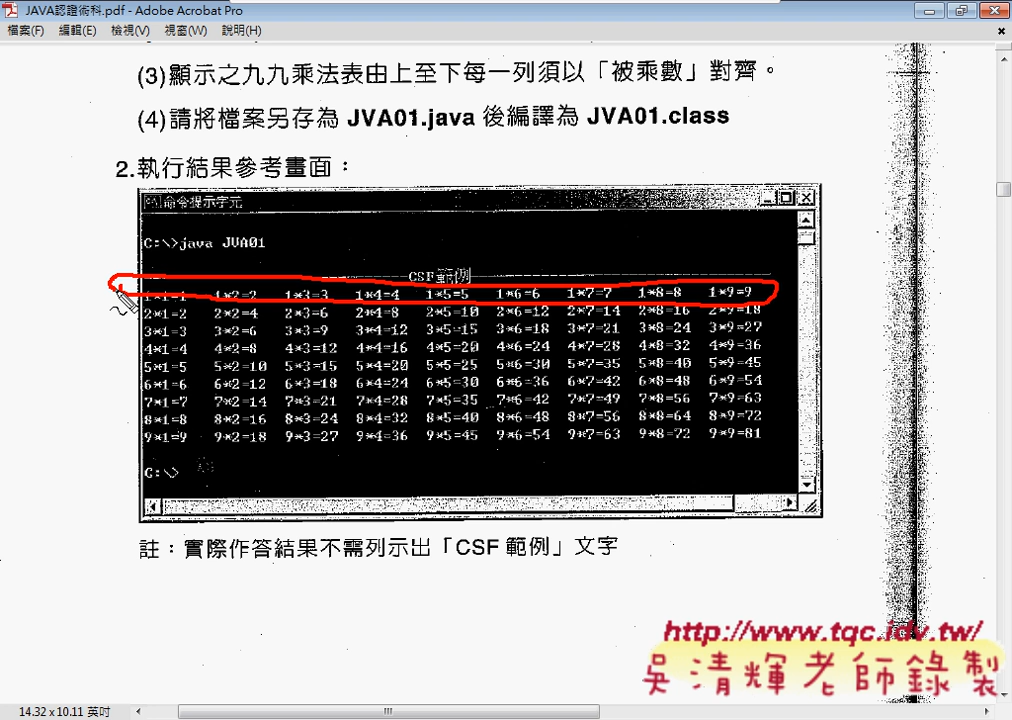 JAVA認證術科.pdf - Adobe Acrobat Pro
檔案(F) 編輯(E) 檢視(V) 視窗(W) 說明(H)
(3)顯示之九九乘法表由上至下每一列須以「被乘數」對齊。
(4)請將檔案另存為 JVA01.java 後編譯為 JVA01.class
2.執行結果參考畫面：
命令提示字元
C:\>java JVA01
CSF範例
1*1=1 1*2=2 1*3=3 1*4=4 1*5=5 1*6=6 1*7=7 1*8=8 1*9=9
2*1=2 2*2=4 2*3=6 2*4=8 2*5=10 2*6=12 2*7=14 2*8=16 2*9=18
3*1=3 3*2=6 3*3=9 3*4=12 3*5=15 3*6=18 3*7=21 3*8=24 3*9=27
4*1=4 4*2=8 4*3=12 4*4=16 4*5=20 4*6=24 4*7=28 4*8=32 4*9=36
5*1=5 5*2=10 5*3=15 5*4=20 5*5=25 5*6=30 5*7=35 5*8=40 5*9=45
6*1=6 6*2=12 6*3=18 6*4=24 6*5=30 6*6=36 6*7=42 6*8=48 6*9=54
7*1=7 7*2=14 7*3=21 7*4=28 7*5=35 7*6=42 7*7=49 7*8=56 7*9=63
8*1=8 8*2=16 8*3=24 8*4=32 8*5=40 8*6=48 8*7=56 8*8=64 8*9=72
9*1=9 9*2=18 9*3=27 9*4=36 9*5=45 9*6=54 9*7=63 9*8=72 9*9=81
C:\>
註：實際作答結果不需列示出「CSF 範例」文字
http://www.tqc.idv.tw/
吳清輝老師錄製
14.32 x 10.11 英吋